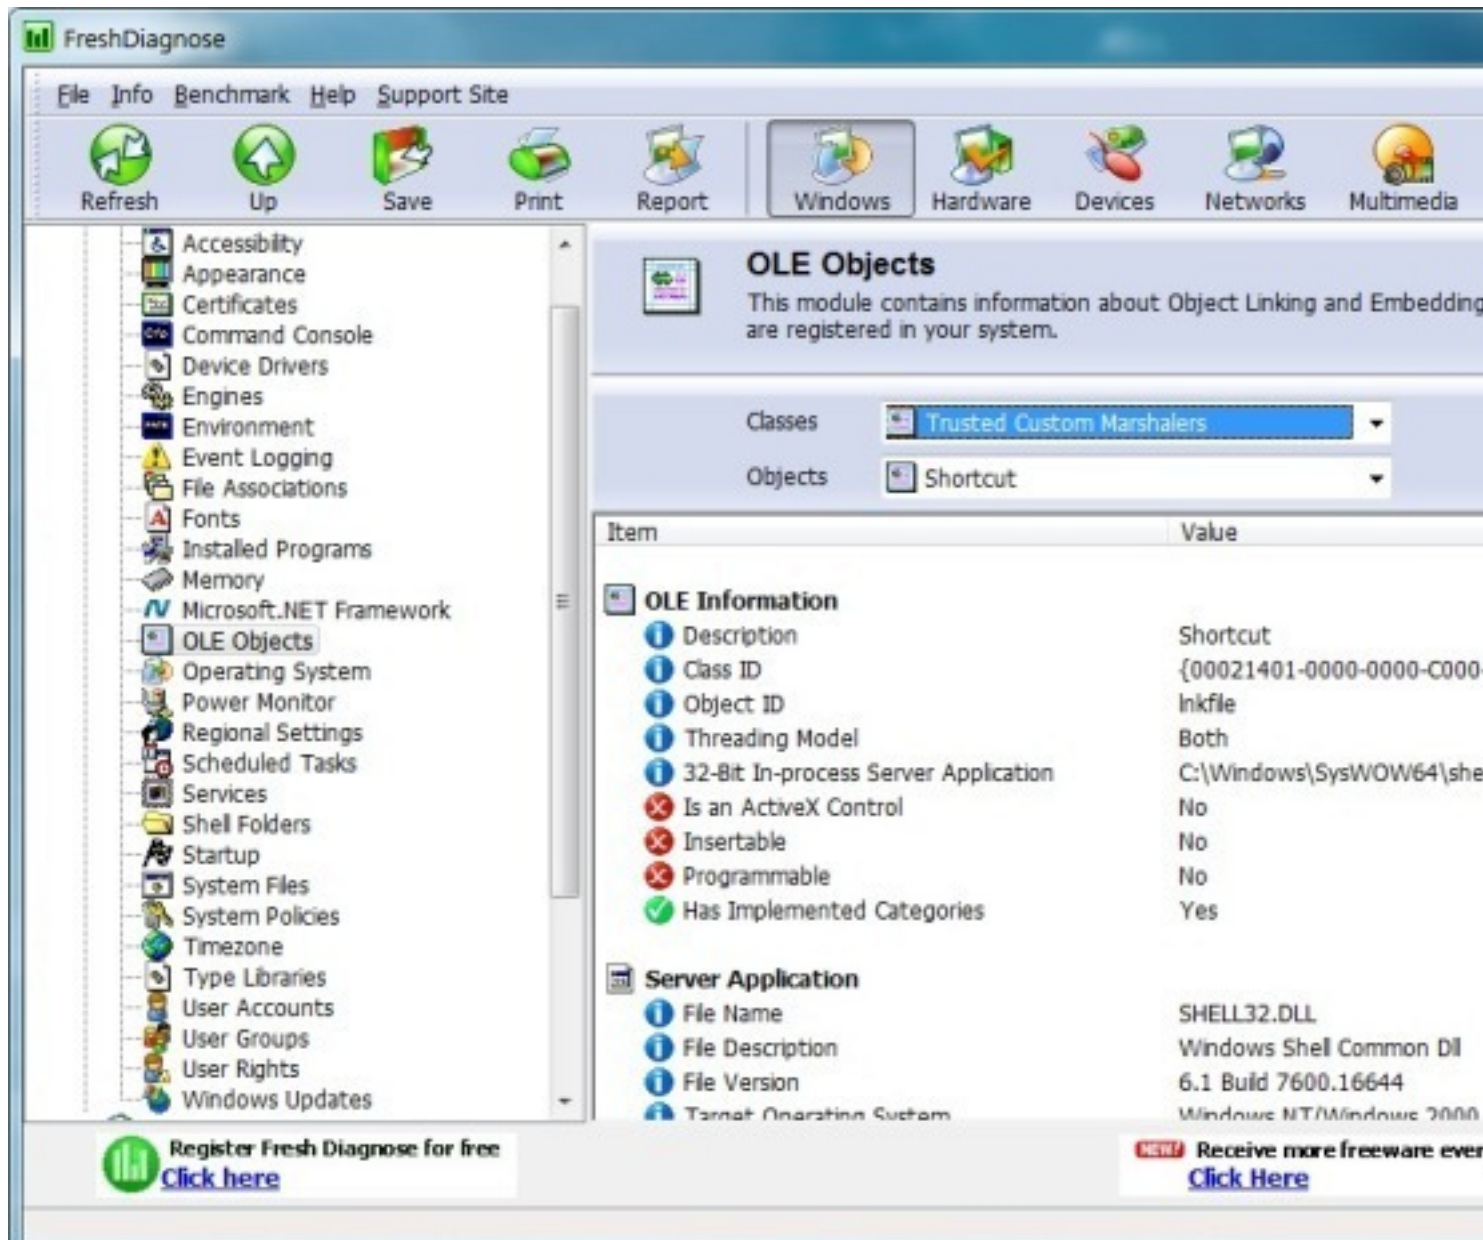 FreshDiagnose
File Info Benchmark Help Support Site
Refresh Up Save Print Report Windows Hardware Devices Networks Multimedia
Accessibility
Appearance
Certificates
Command Console
Device Drivers
Engines
Environment
Event Logging
File Associations
Fonts
Installed Programs
Memory
Microsoft.NET Framework
OLE Objects
Operating System
Power Monitor
Regional Settings
Scheduled Tasks
Services
Shell Folders
Startup
System Files
System Policies
Timezone
Type Libraries
User Accounts
User Groups
User Rights
Windows Updates
OLE Objects
This module contains information about Object Linking and Embedding
are registered in your system.
Classes Trusted Custom Marshalers
Objects Shortcut
Item Value
OLE Information
Description Shortcut
Class ID {00021401-0000-0000-C000-
Object ID lnkfile
Threading Model Both
32-Bit In-process Server Application C:\Windows\SysWOW64\she
Is an ActiveX Control No
Insertable No
Programmable No
Has Implemented Categories Yes
Server Application
File Name SHELL32.DLL
File Description Windows Shell Common Dll
File Version 6.1 Build 7600.16644
Target Operating System Windows NT/Windows 2000
Register Fresh Diagnose for free
Click here
NEW! Receive more freeware ever
Click Here